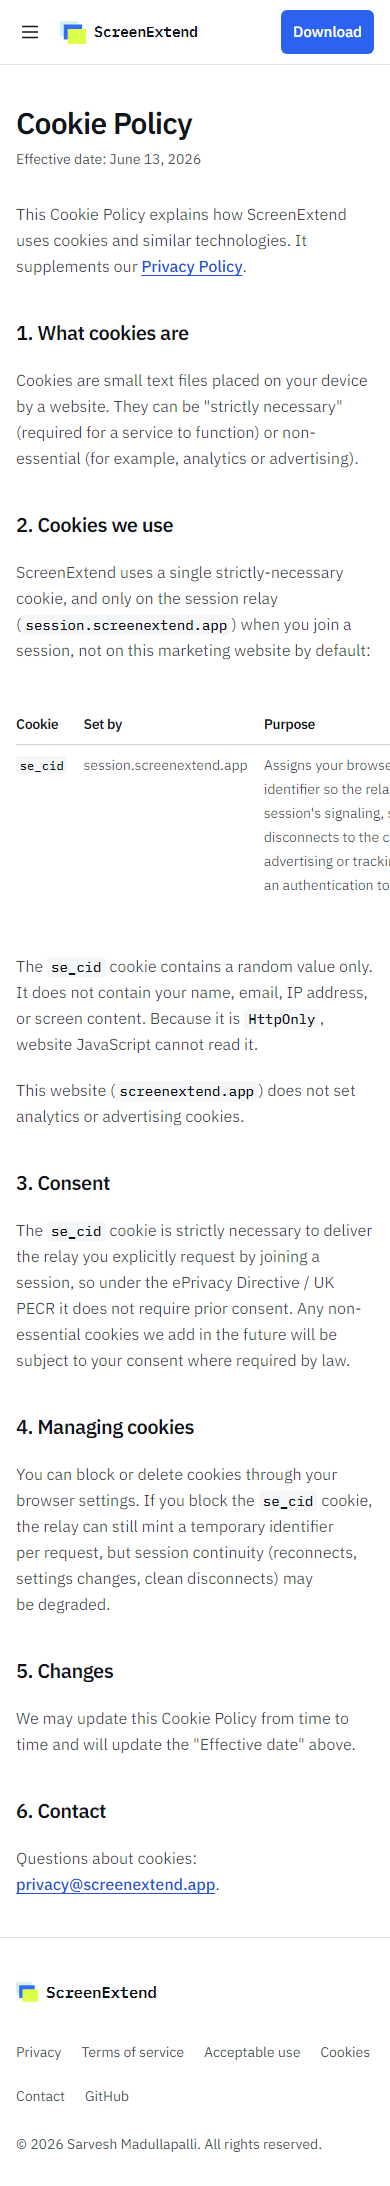 ScreenExtend
Download
Cookie Policy
Effective date: June 13, 2026
This Cookie Policy explains how ScreenExtend
uses cookies and similar technologies. It
supplements our Privacy Policy.
1. What cookies are
Cookies are small text files placed on your device
by a website. They can be "strictly necessary"
(required for a service to function) or non-
essential (for example, analytics or advertising).
2. Cookies we use
ScreenExtend uses a single strictly-necessary
cookie, and only on the session relay
(session.screenextend.app) when you join a
session, not on this marketing website by default:
Cookie Set by Purpose
se_cid session.screenextend.app Assigns your
identifier so the
session's signaling,
disconnects to the
advertising or
an authentication
The se_cid cookie contains a random value only.
It does not contain your name, email, IP address,
or screen content. Because it is HttpOnly,
website JavaScript cannot read it.
This website (screenextend.app) does not set
analytics or advertising cookies.
3. Consent
The se_cid cookie is strictly necessary to deliver
the relay you explicitly request by joining a
session, so under the ePrivacy Directive / UK
PECR it does not require prior consent. Any non-
essential cookies we add in the future will be
subject to your consent where required by law.
4. Managing cookies
You can block or delete cookies through your
browser settings. If you block the se_cid cookie,
the relay can still mint a temporary identifier
per request, but session continuity (reconnects,
settings changes, clean disconnects) may
be degraded.
5. Changes
We may update this Cookie Policy from time to
time and will update the "Effective date" above.
6. Contact
Questions about cookies:
privacy@screenextend.app.
ScreenExtend
Privacy Terms of service Acceptable use Cookies
Contact GitHub
© 2026 Sarvesh Madullapalli. All rights reserved.